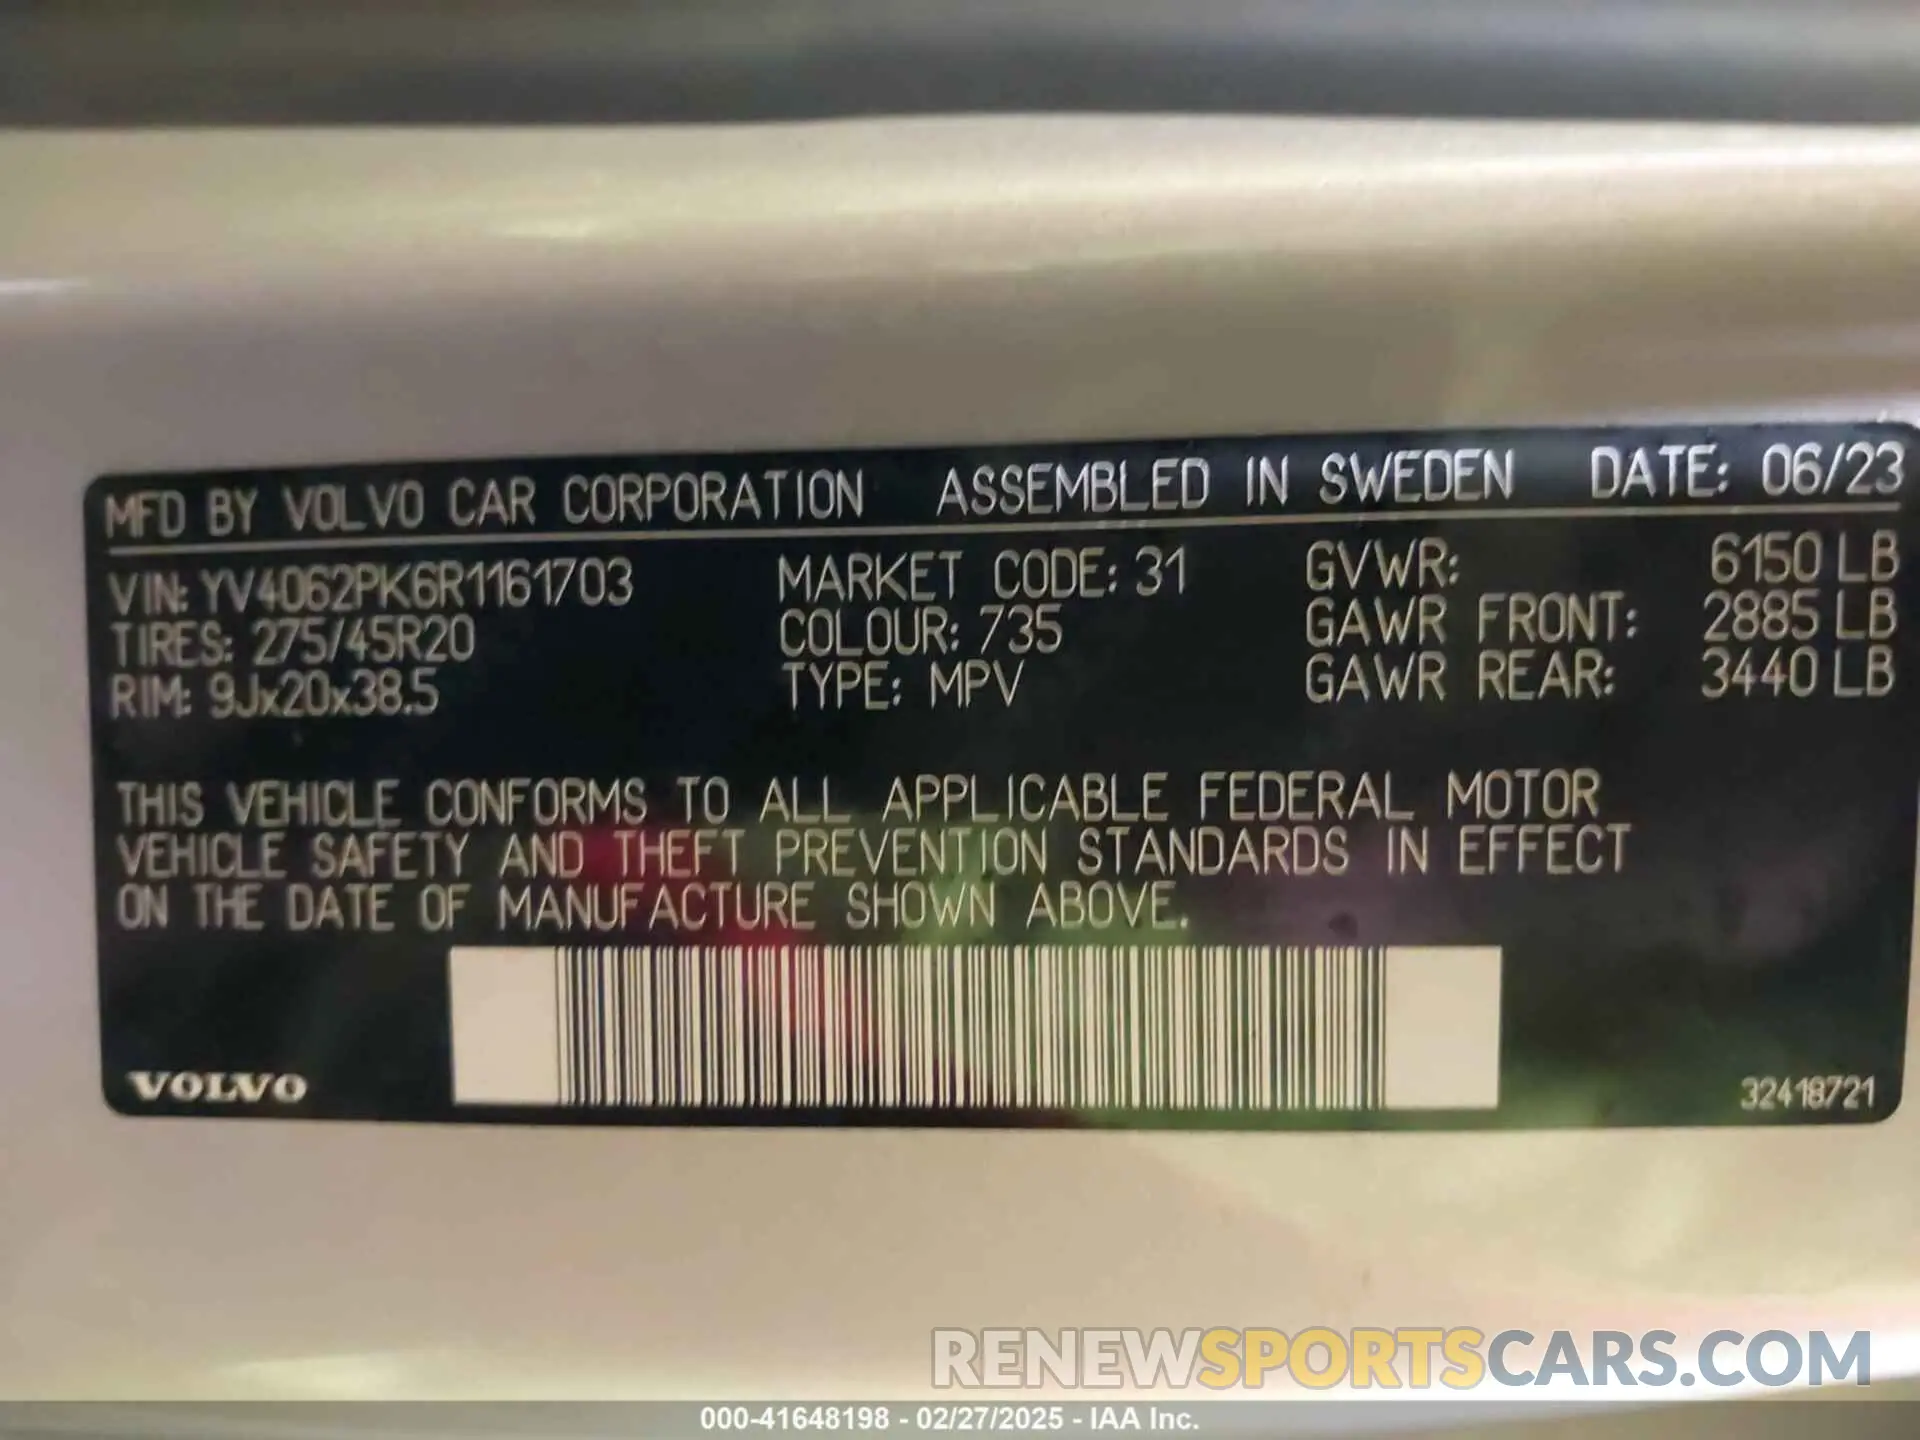 MFD BY VOLVO CAR CORPORATION ASSEMBLED IN SWEDEN DATE: 06/23
VIN: YV4062PK6R1161703 MARKET CODE: 31 GVWR: 6150 LB
TIRES: 275/45R20 COLOUR: 735 GAWR FRONT: 2885 LB
RIM: 9Jx20x38.5 TYPE: MPV GAWR REAR: 3440 LB
THIS VEHICLE CONFORMS TO ALL APPLICABLE FEDERAL MOTOR
VEHICLE SAFETY AND THEFT PREVENTION STANDARDS IN EFFECT
ON THE DATE OF MANUFACTURE SHOWN ABOVE.
VOLVO 32418721
RENEWSPORTSCARS.COM
000-41648198 - 02/27/2025 - IAA Inc.